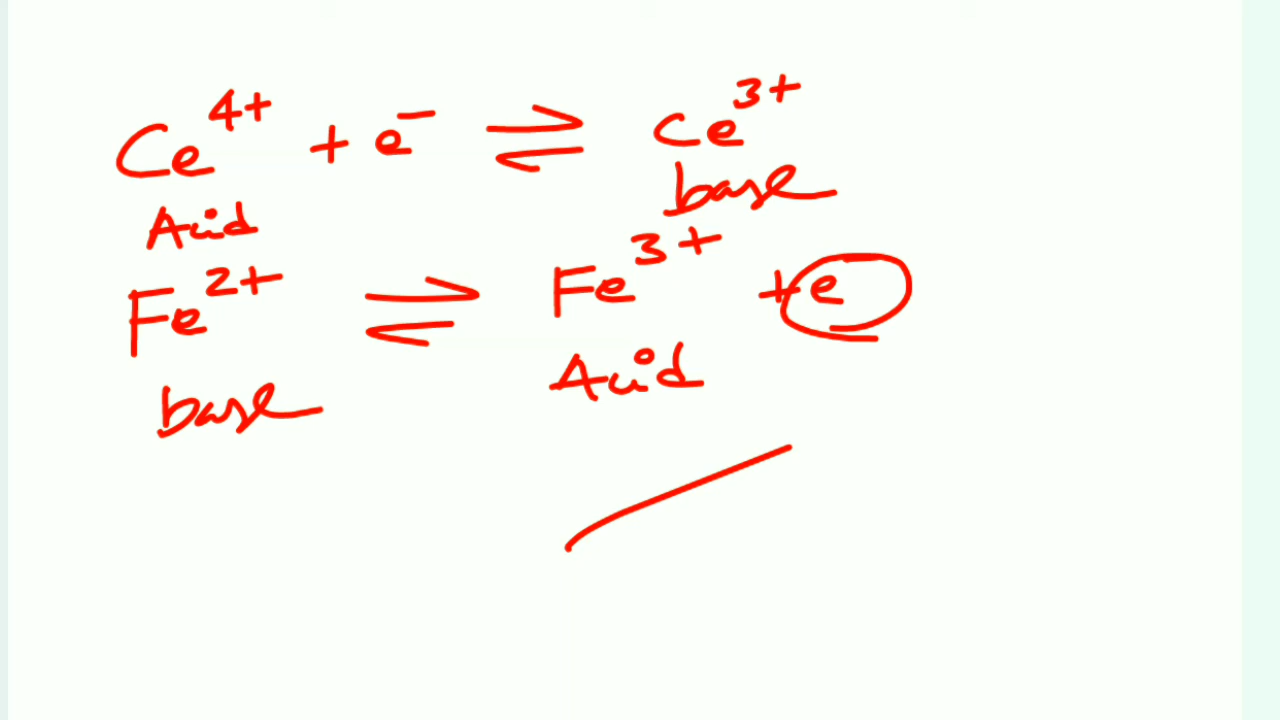 Ce⁴⁺ + e⁻ ⇌ Ce³⁺
Acid base
Fe²⁺ ⇌ Fe³⁺ + e
base Acid